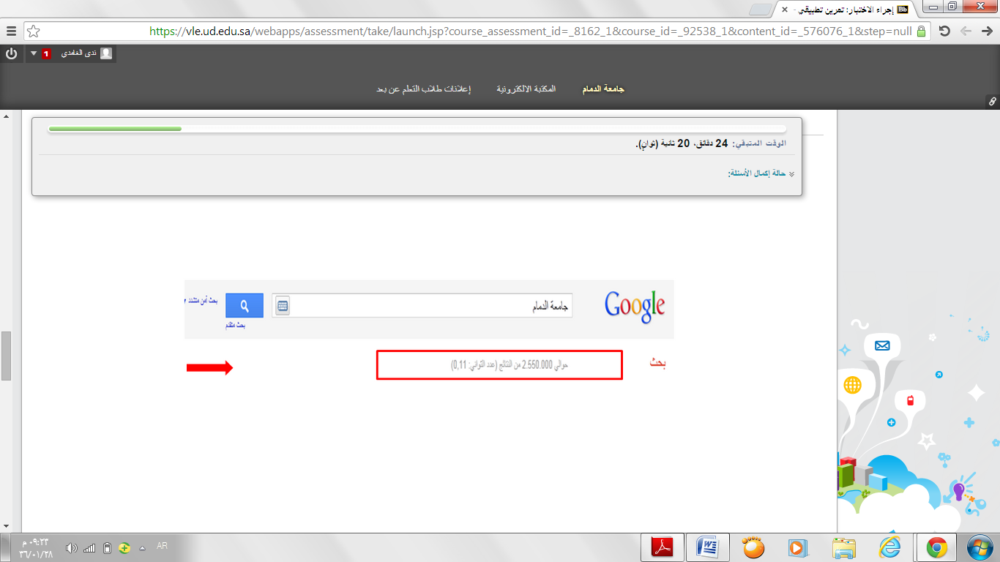 إجراء الاختبار: تمرين تطبيقي -
https://vle.ud.edu.sa/webapps/assessment/take/launch.jsp?course_assessment_id=_8162_1&course_id=_92538_1&content_id=_576076_1&step=null
ندى الغامدي 1
جامعة الدمام المكتبة الالكترونية إعلانات طلاب التعلم عن بعد
الوقت المتبقي: 24 دقائق، 20 ثانية (ثوانٍ).
حالة إكمال الأسئلة:
Google جامعة الدمام بحث آمن متشدد
بحث متقدم
بحث حوالي 2.550.000 من النتائج (عدد الثواني: 0,11)
AR ٠٩:٢٣ م
٣٦/٠١/٢٨